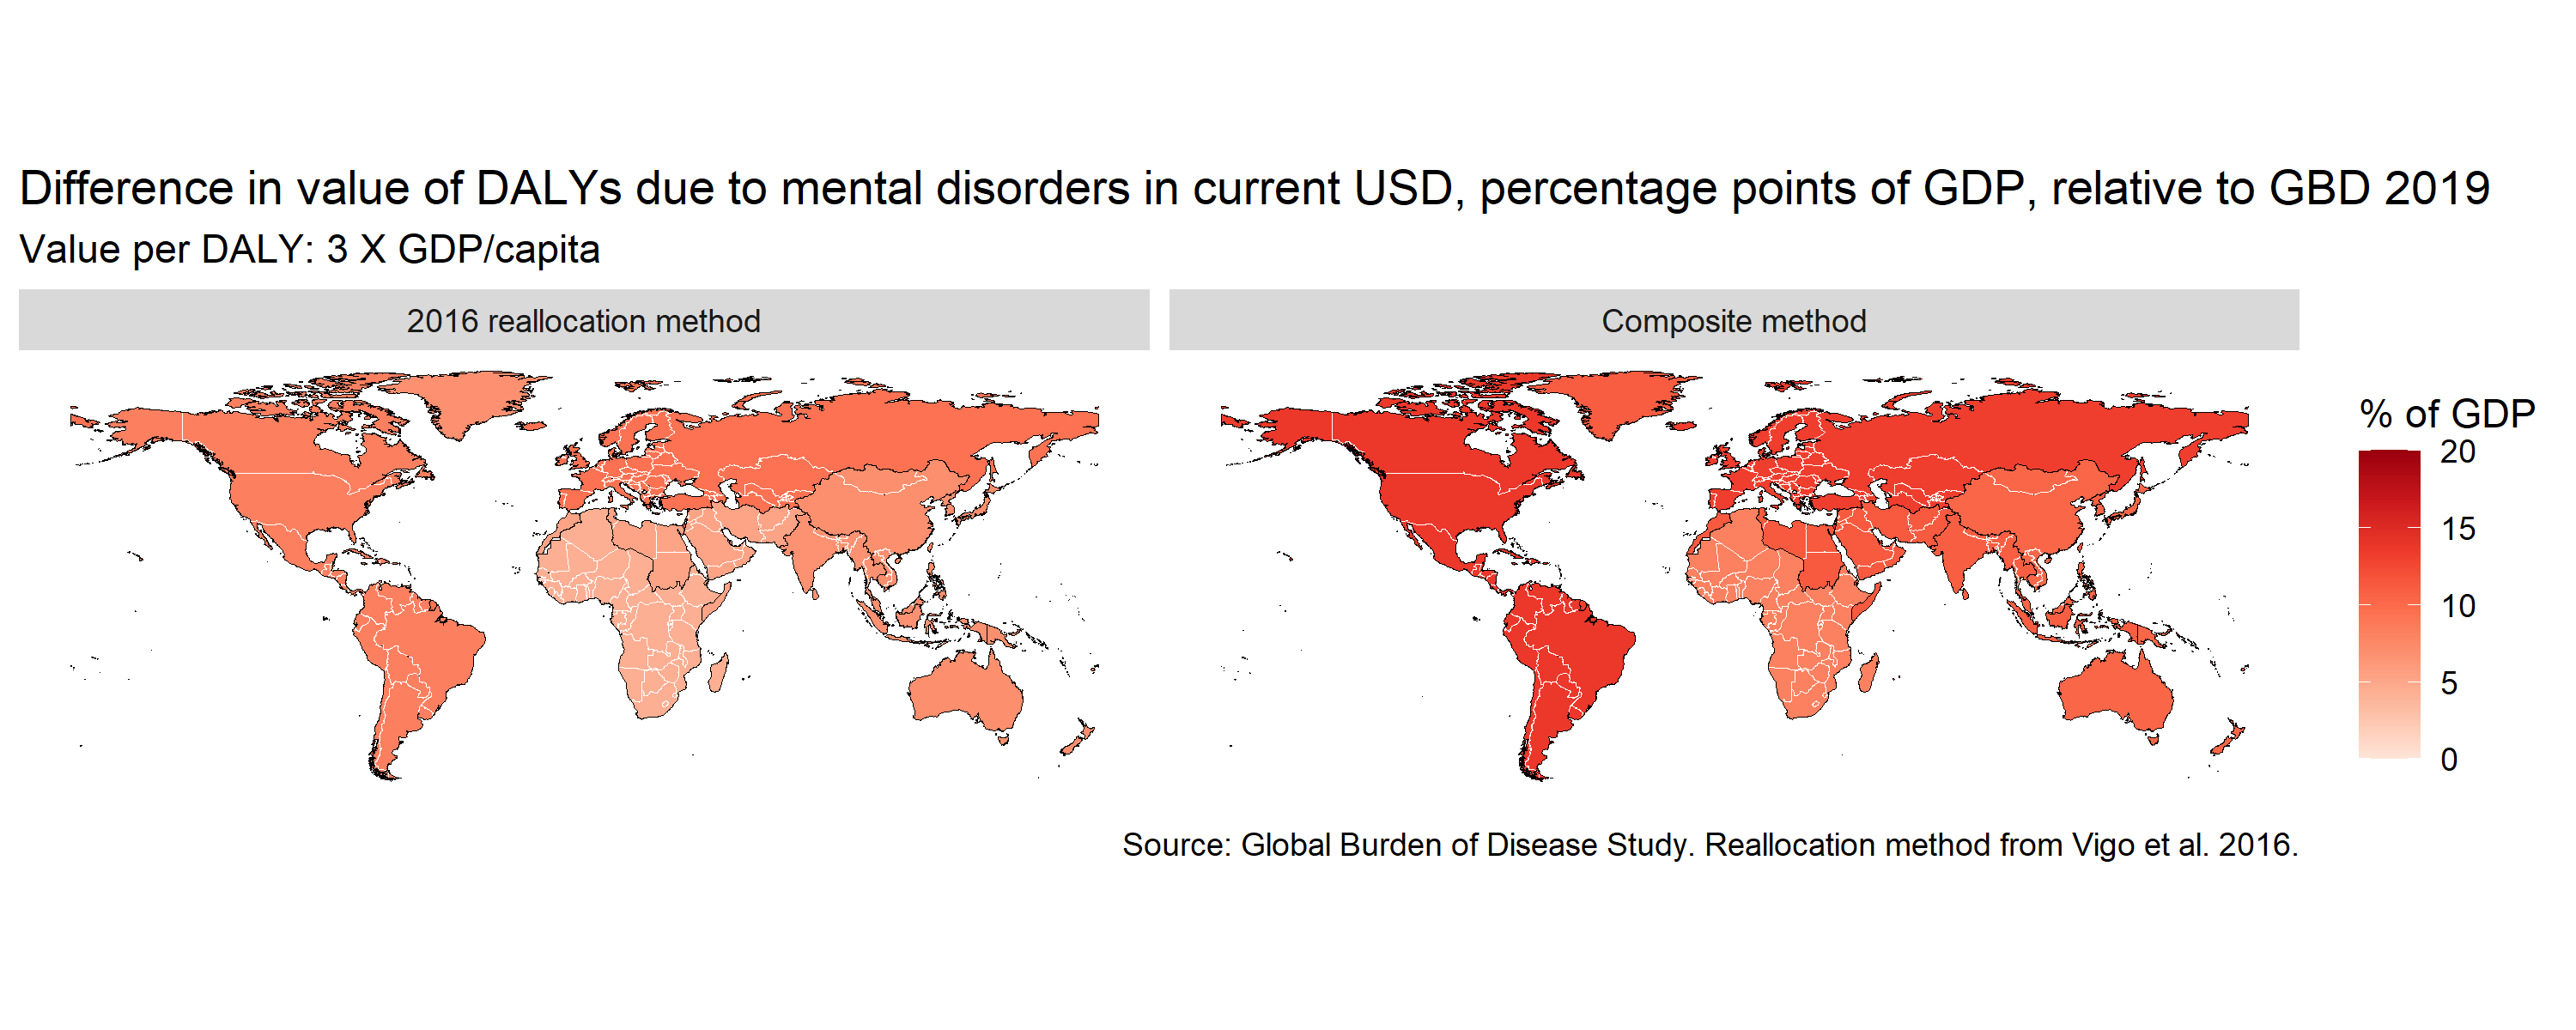 Difference in value of DALYs due to mental disorders in current USD, percentage points of GDP, relative to GBD 2019
Value per DALY: 3 X GDP/capita
2016 reallocation method
Composite method
% of GDP
20
15
10
5
0
Source: Global Burden of Disease Study. Reallocation method from Vigo et al. 2016.